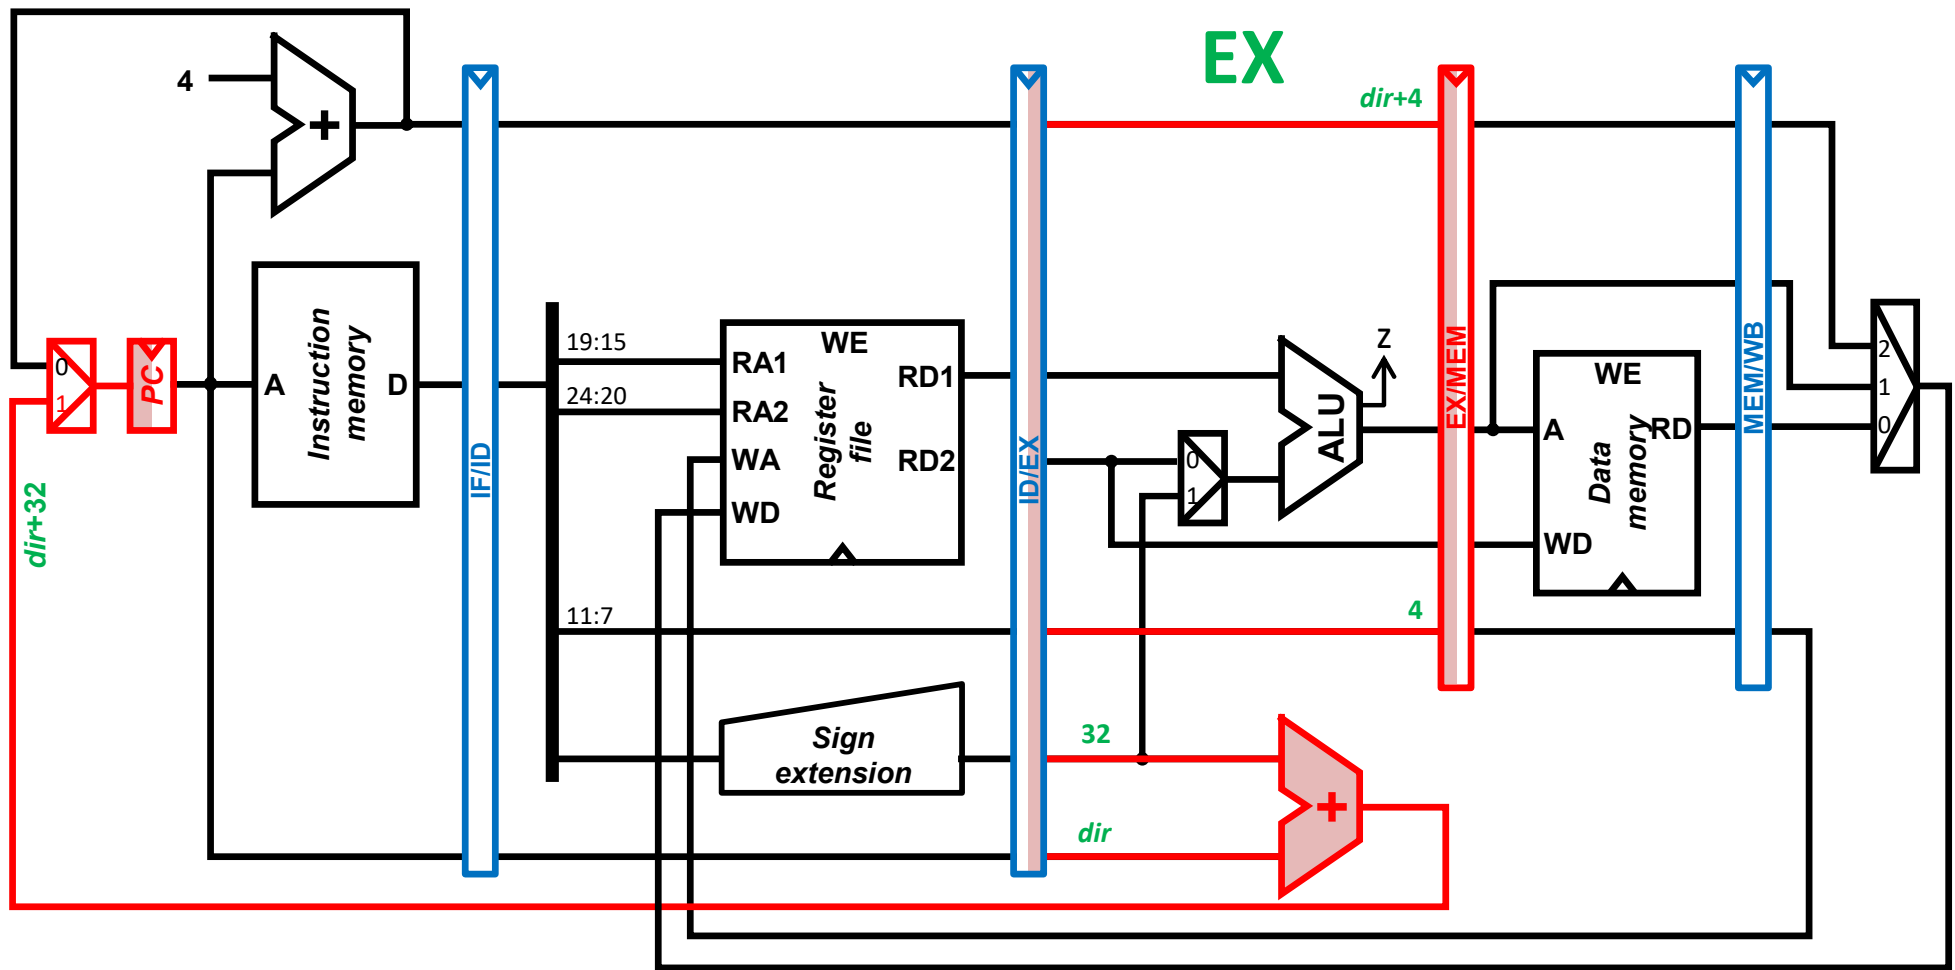 EX
4
+
dir+4
19:15
24:20
11:7
0
1
PC
A
D
Instruction
memory
IF/ID
RA1
RA2
WA
WD
WE
RD1
RD2
Register
file
ID/EX
0
1
ALU
Z
EX/MEM
A
WE
RD
WD
Data
memory
MEM/WB
2
1
0
dir+32
4
Sign
extension
32
dir
+